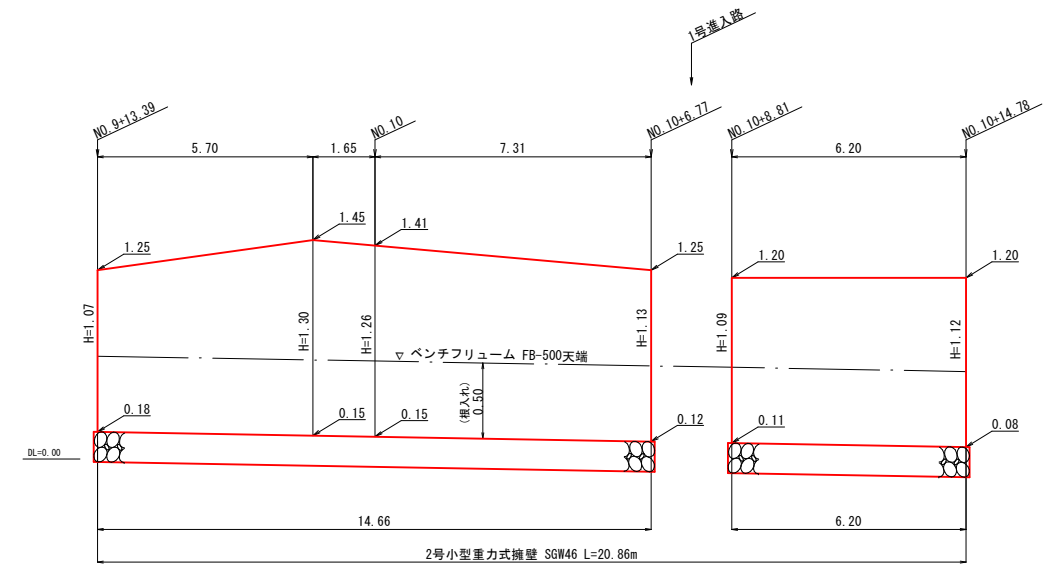 1号進入路
NO.9+13.39
NO.10
NO.10+6.77
NO.10+8.81
NO.10+14.78
5.70
1.65
7.31
6.20
1.25
1.45
1.41
1.25
1.20
1.20
H=1.07
H=1.30
H=1.26
H=1.13
H=1.09
H=1.12
▽ ベンチフリューム FB-500天端
(根入れ)
0.50
0.18
0.15
0.15
0.12
0.11
0.08
DL=0.00
14.66
6.20
2号小型重力式擁壁 SGW46 L=20.86m